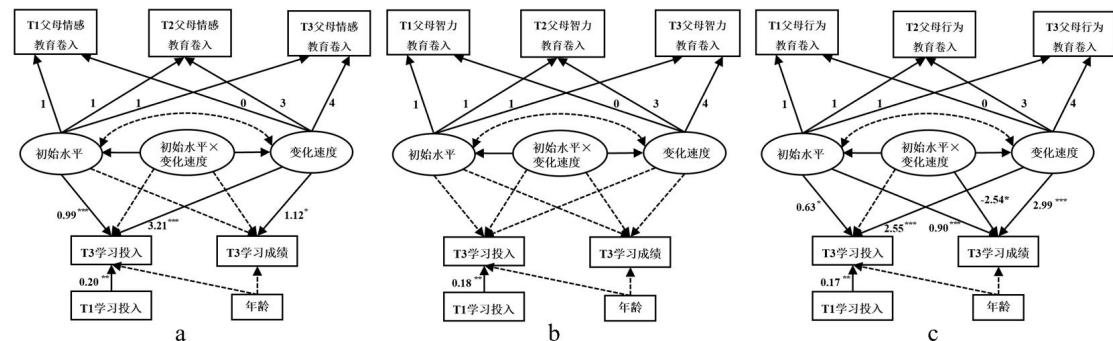 T1父母情感
教育卷入
T2父母情感
教育卷入
T3父母情感
教育卷入
1
1
1
0
3
4
初始水平
初始水平×
变化速度
变化速度
0.99***
3.21***
1.12*
T3学习投入
T3学习成绩
0.20**
T1学习投入
年龄
a
T1父母智力
教育卷入
T2父母智力
教育卷入
T3父母智力
教育卷入
1
1
1
0
3
4
初始水平
初始水平×
变化速度
变化速度
T3学习投入
T3学习成绩
0.18**
T1学习投入
年龄
b
T1父母行为
教育卷入
T2父母行为
教育卷入
T3父母行为
教育卷入
1
1
1
0
3
4
初始水平
初始水平×
变化速度
变化速度
0.63*
-2.54*
2.99***
2.55***
0.90***
T3学习投入
T3学习成绩
0.17**
T1学习投入
年龄
c